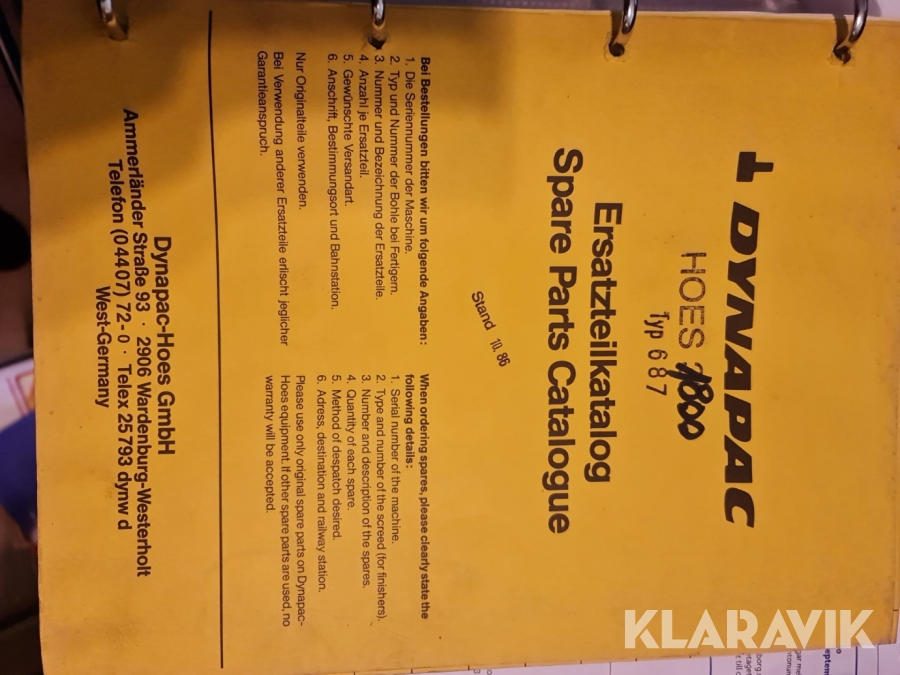 DYNAPAC
HOES 1800
Typ 687
Ersatzteilkatalog
Spare Parts Catalogue
Stand 10. 86
Bei Bestellungen bitten wir um folgende Angaben:
1. Die Seriennummer der Maschine.
2. Typ und Nummer der Bohle bei Fertigern.
3. Nummer und Bezeichnung der Ersatzteile.
4. Anzahl je Ersatzteil.
5. Gewünschte Versandart.
6. Anschrift, Bestimmungsort und Bahnstation.
Nur Originalteile verwenden.
Bei Verwendung anderer Ersatzteile erlischt jeglicher
Garantieanspruch.
When ordering spares, please clearly state the
following details:
1. Serial number of the machine.
2. Type and number of the screed (for finishers).
3. Number and description of the spares.
4. Quantity of each spare.
5. Method of despatch desired.
6. Adress, destination and railway station.
Please use only original spare parts on Dynapac-
Hoes equipment. If other spare parts are used, no
warranty will be accepted.
Dynapac-Hoes GmbH
Ammerländer Straße 93 · 2906 Wardenburg-Westerholt
Telefon (04407) 72-0 · Telex 25793 dynw d
West-Germany
KLARAVIK